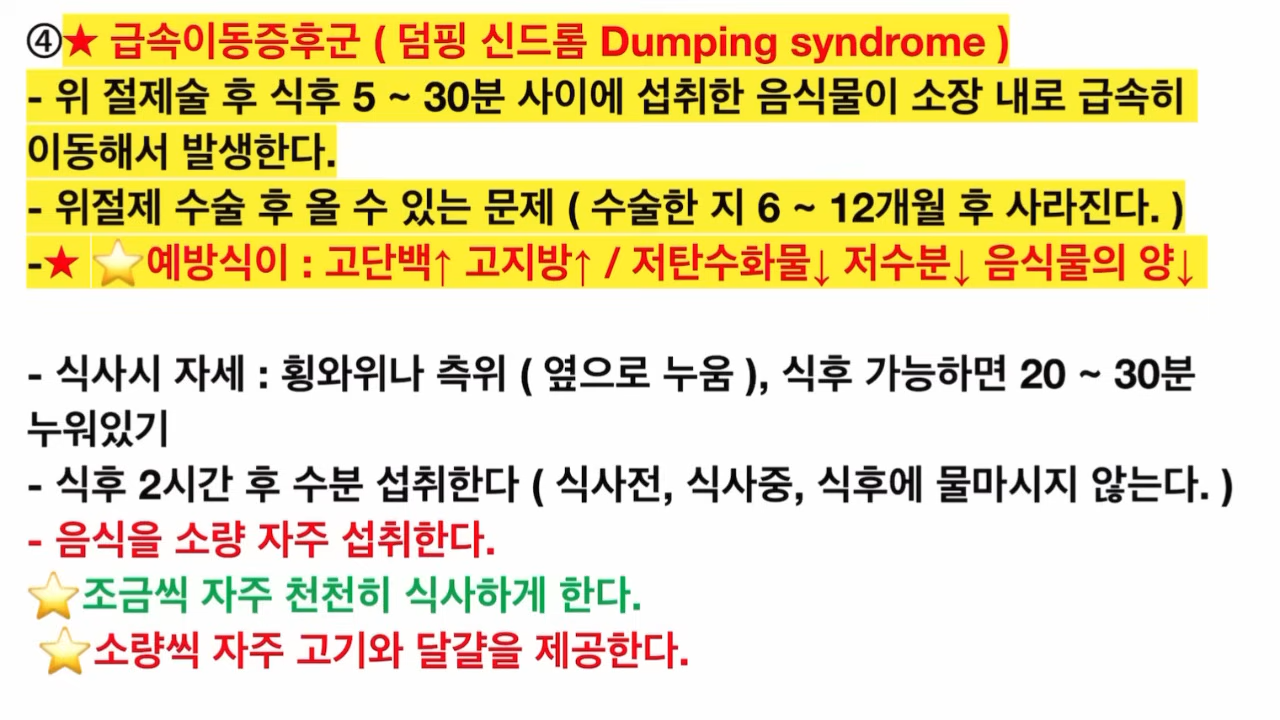 ④★ 급속이동증후군 ( 덤핑 신드롬 Dumping syndrome )
- 위 절제술 후 식후 5 ~ 30분 사이에 섭취한 음식물이 소장 내로 급속히
이동해서 발생한다.
- 위절제 수술 후 올 수 있는 문제 ( 수술한 지 6 ~ 12개월 후 사라진다. )
-★ ⭐예방식이 : 고단백↑ 고지방↑ / 저탄수화물↓ 저수분↓ 음식물의 양↓
- 식사시 자세 : 횡와위나 측위 ( 옆으로 누움 ), 식후 가능하면 20 ~ 30분
누워있기
- 식후 2시간 후 수분 섭취한다 ( 식사전, 식사중, 식후에 물마시지 않는다. )
- 음식을 소량 자주 섭취한다.
⭐조금씩 자주 천천히 식사하게 한다.
⭐소량씩 자주 고기와 달걀을 제공한다.